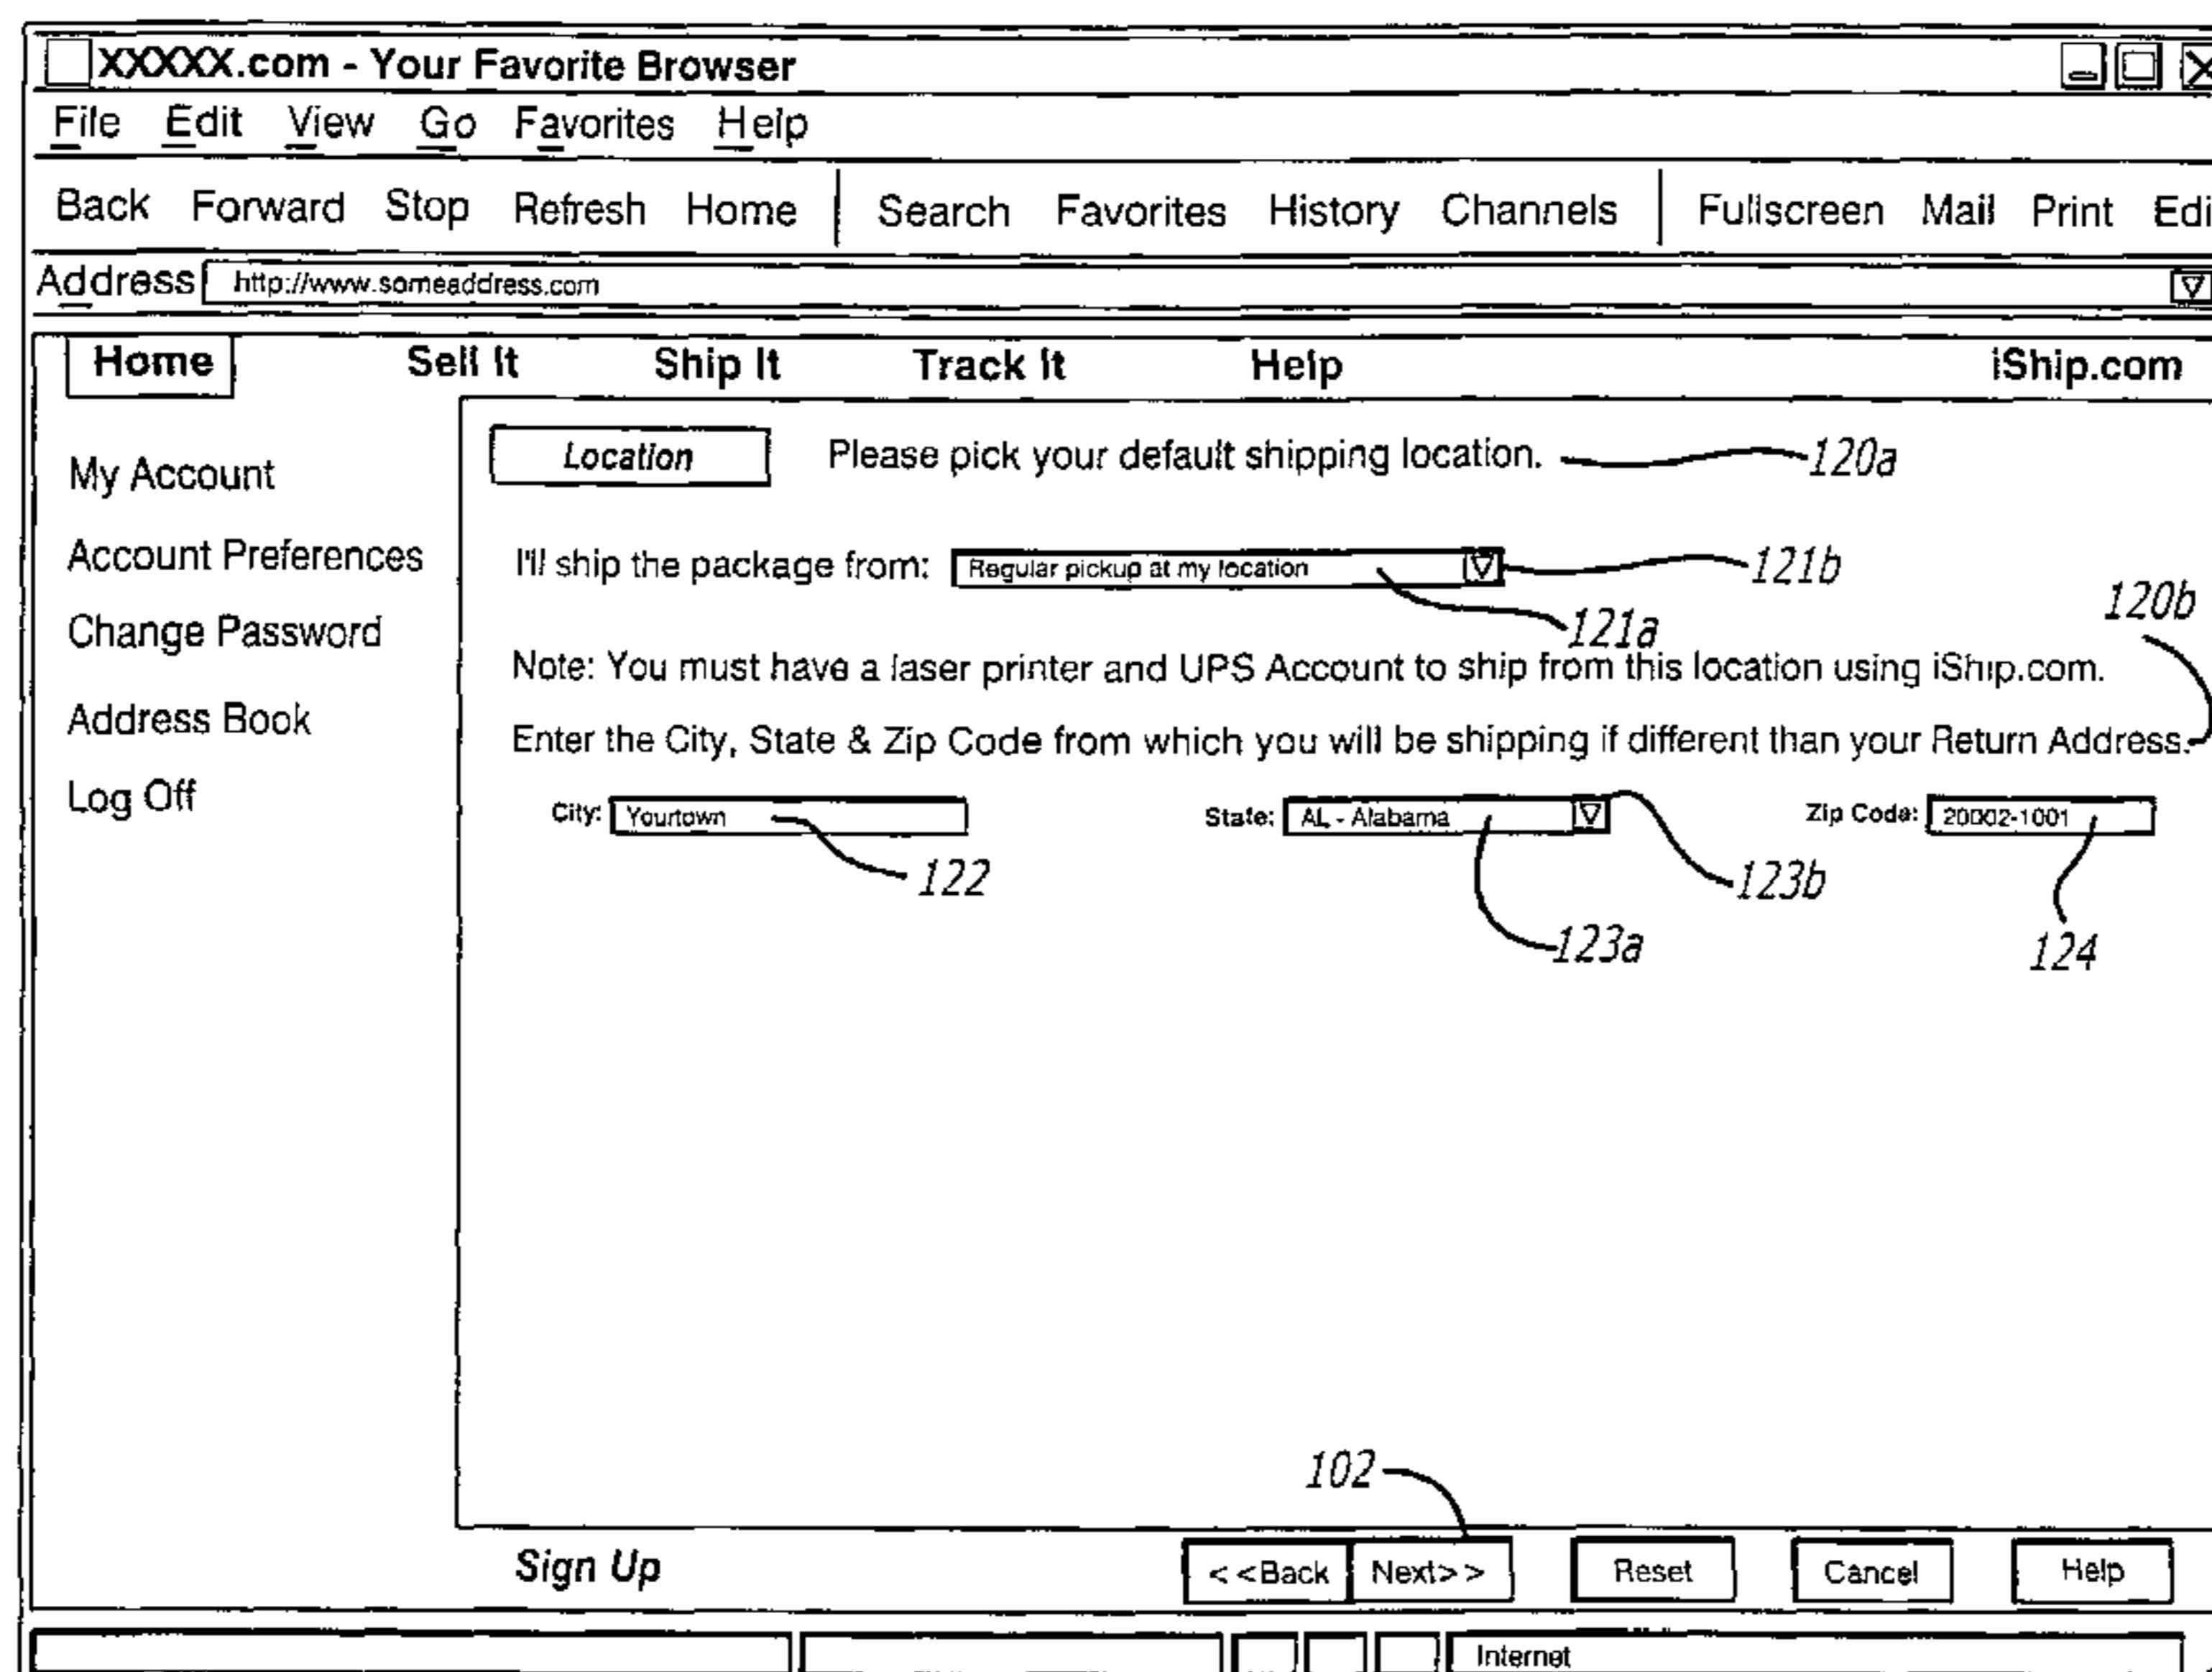 XXXXX.com - Your Favorite Browser
File Edit View Go Favorites Help
Back Forward Stop Refresh Home Search Favorites History Channels Fullscreen Mail Print Edi
Address http://www.someaddress.com
Home Sell It Ship It Track It Help iShip.com
Location Please pick your default shipping location. 120a
My Account
Account Preferences
Change Password
Address Book
Log Off
I'll ship the package from: Regular pickup at my location 121b
121a
120b
Note: You must have a laser printer and UPS Account to ship from this location using iShip.com.
Enter the City, State & Zip Code from which you will be shipping if different than your Return Address.
City: Yourtown State: AL - Alabama Zip Code: 20002-1001
122 123b
123a 124
102
Sign Up <<Back Next>> Reset Cancel Help
Internet